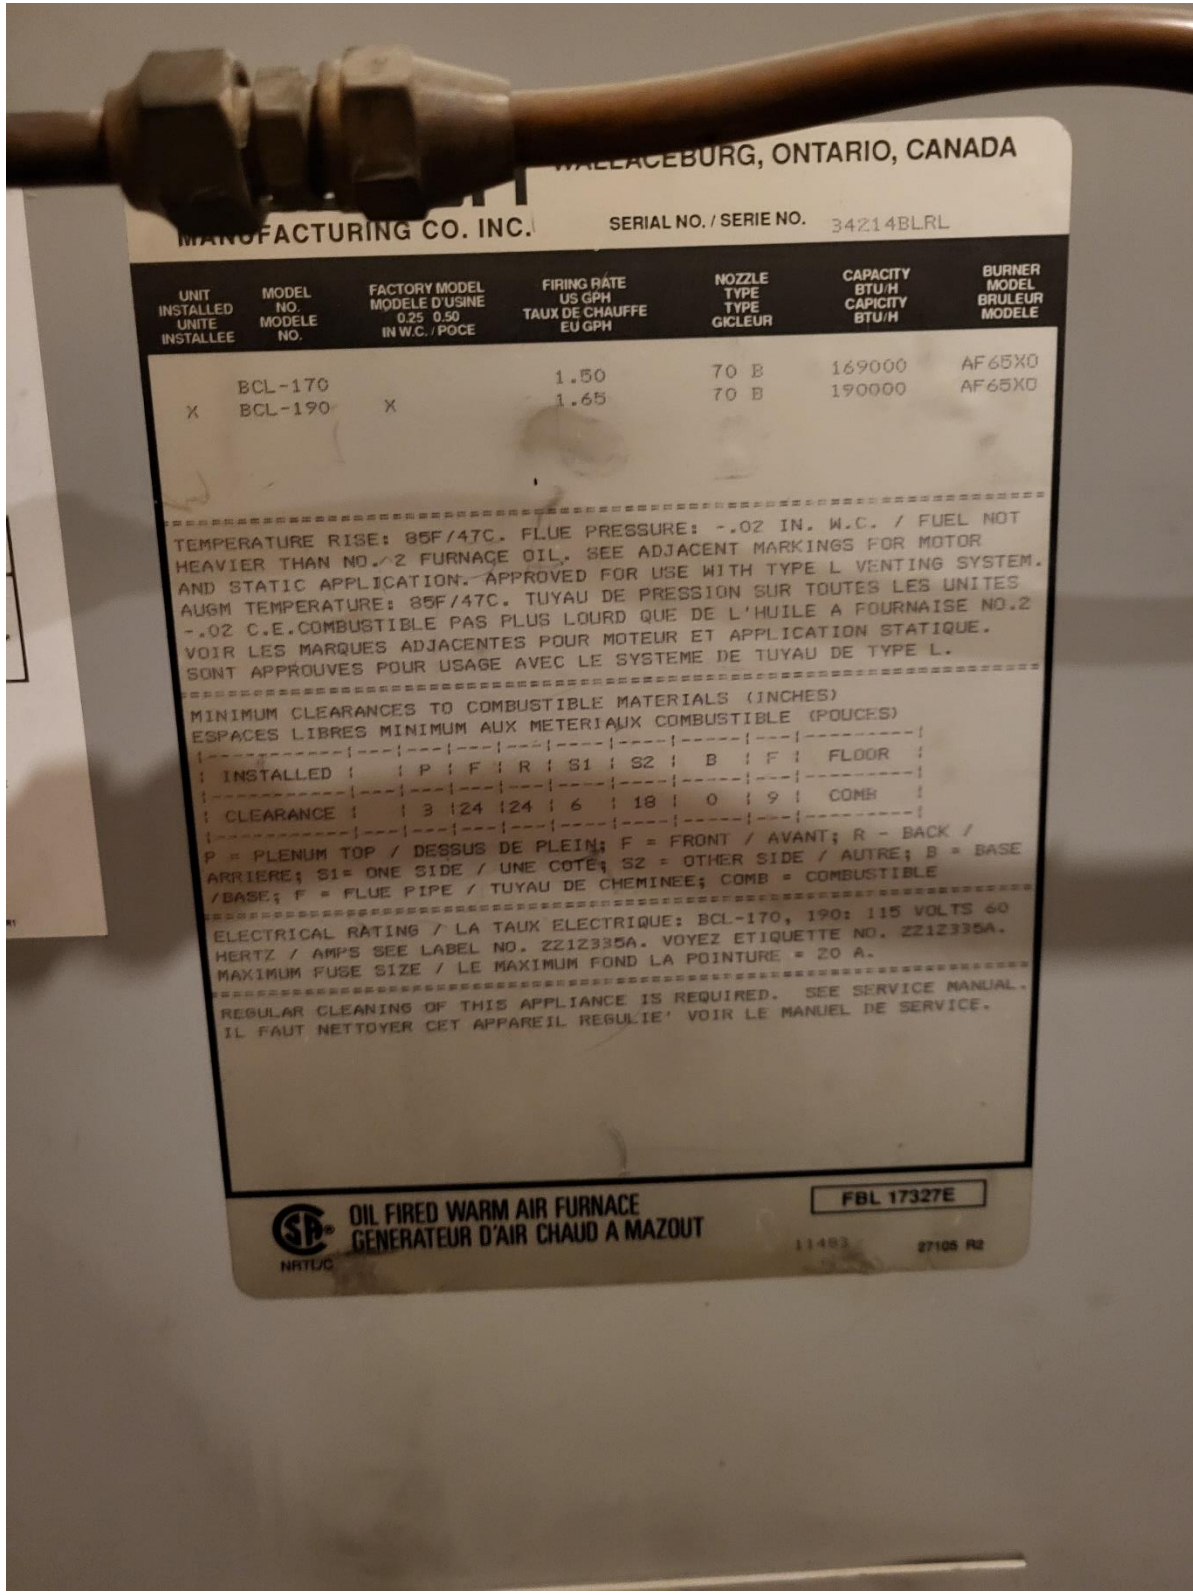 WALLACEBURG, ONTARIO, CANADA
MANUFACTURING CO. INC.
SERIAL NO. / SERIE NO. 34214BLRL
UNIT INSTALLED UNITE INSTALLEE
MODEL NO. MODELE NO.
FACTORY MODEL MODELE D'USINE 0.25 0.50 IN W.C. / POCE
FIRING RATE US GPH TAUX DE CHAUFFE EU GPH
NOZZLE TYPE TYPE GICLEUR
CAPACITY BTU/H CAPICITY BTU/H
BURNER MODEL BRULEUR MODELE
BCL-170 1.50 70 B 169000 AF65XO
X BCL-190 X 1.65 70 B 190000 AF65XO
TEMPERATURE RISE: 85F/47C. FLUE PRESSURE: -.02 IN. W.C. / FUEL NOT
HEAVIER THAN NO. 2 FURNACE OIL. SEE ADJACENT MARKINGS FOR MOTOR
AND STATIC APPLICATION. APPROVED FOR USE WITH TYPE L VENTING SYSTEM.
AUGM TEMPERATURE: 85F/47C. TUYAU DE PRESSION SUR TOUTES LES UNITES
-.02 C.E.COMBUSTIBLE PAS PLUS LOURD QUE DE L'HUILE A FOURNAISE NO.2
VOIR LES MARQUES ADJACENTES POUR MOTEUR ET APPLICATION STATIQUE.
SONT APPROUVES POUR USAGE AVEC LE SYSTEME DE TUYAU DE TYPE L.
MINIMUM CLEARANCES TO COMBUSTIBLE MATERIALS (INCHES)
ESPACES LIBRES MINIMUM AUX METERIAUX COMBUSTIBLE (POUCES)
INSTALLED P F R S1 S2 B F FLOOR
CLEARANCE 3 24 24 6 18 0 9 COMB
P = PLENUM TOP / DESSUS DE PLEIN; F = FRONT / AVANT; R - BACK /
ARRIERE; S1= ONE SIDE / UNE COTE; S2 = OTHER SIDE / AUTRE; B = BASE
/BASE; F = FLUE PIPE / TUYAU DE CHEMINEE; COMB = COMBUSTIBLE
ELECTRICAL RATING / LA TAUX ELECTRIQUE: BCL-170, 190: 115 VOLTS 60
HERTZ / AMPS SEE LABEL NO. 2212335A. VOYEZ ETIQUETTE NO. 2212335A.
MAXIMUM FUSE SIZE / LE MAXIMUM FOND LA POINTURE = 20 A.
REGULAR CLEANING OF THIS APPLIANCE IS REQUIRED. SEE SERVICE MANUAL.
IL FAUT NETTOYER CET APPAREIL REGULIE' VOIR LE MANUEL DE SERVICE.
OIL FIRED WARM AIR FURNACE
GENERATEUR D'AIR CHAUD A MAZOUT
FBL 17327E
SA®
NRTL/C
11493
27105 R2